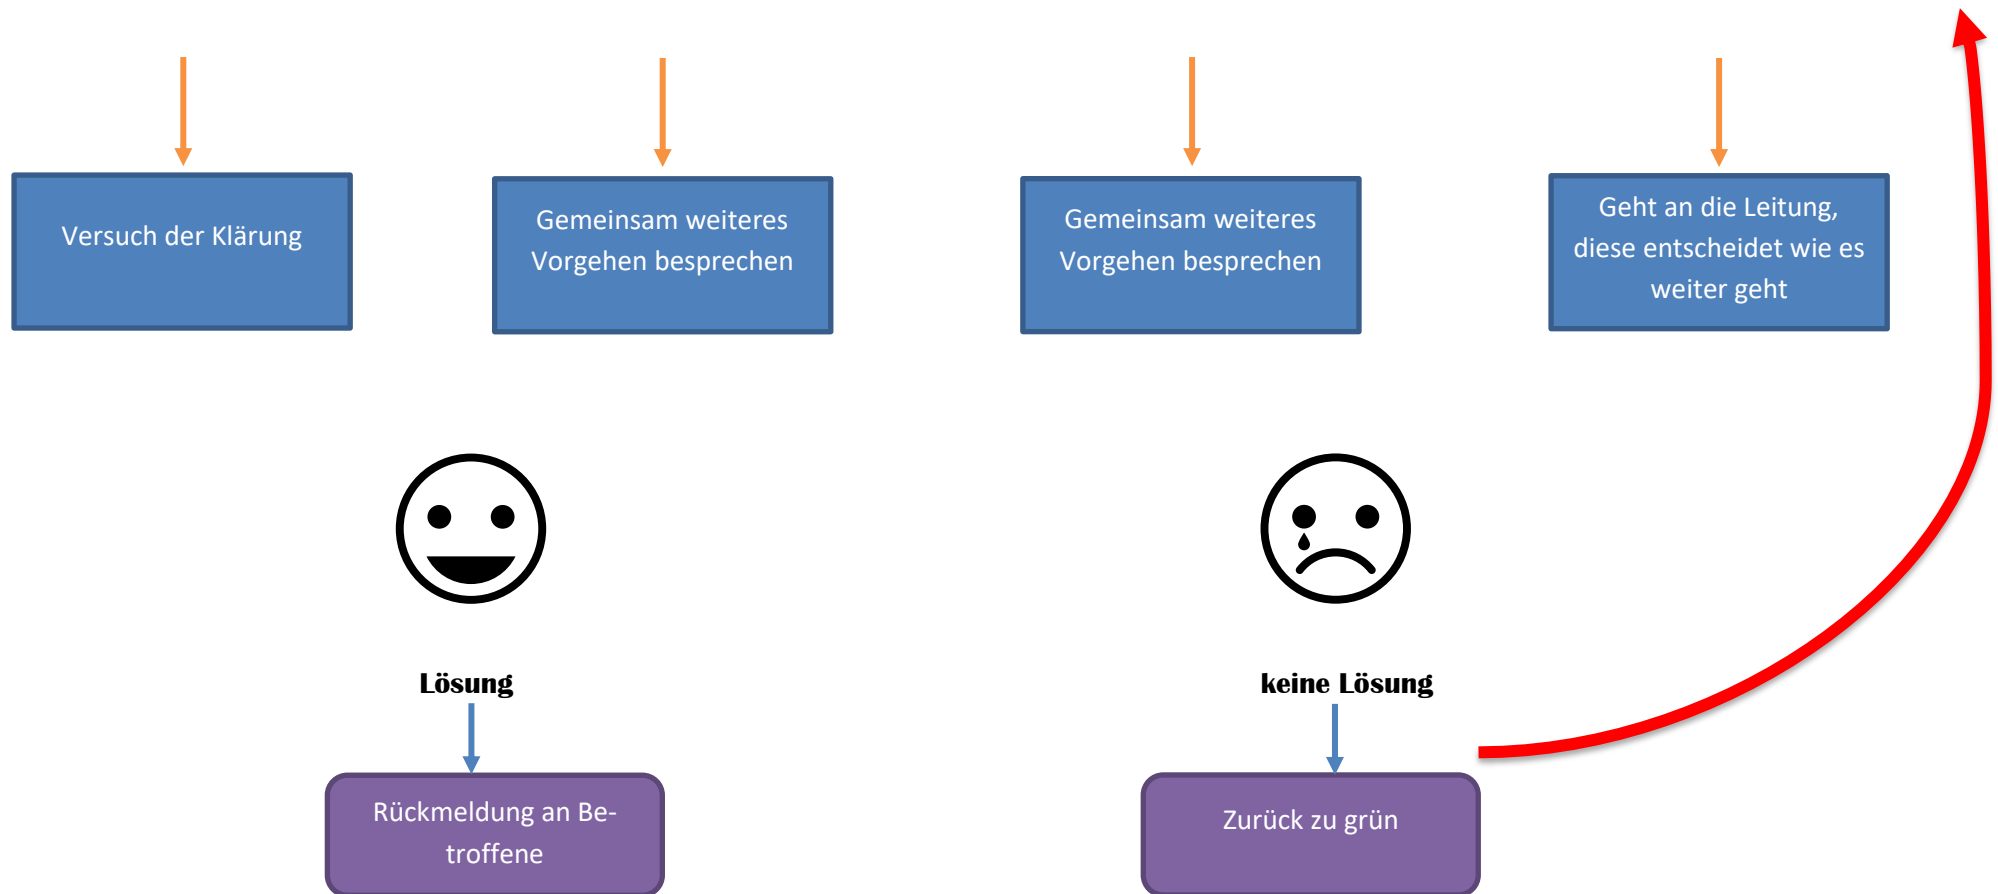 Versuch der Klärung
Gemeinsam weiteres
Vorgehen besprechen
Gemeinsam weiteres
Vorgehen besprechen
Geht an die Leitung,
diese entscheidet wie es
weiter geht
Lösung
keine Lösung
Rückmeldung an Be-
troffene
Zurück zu grün